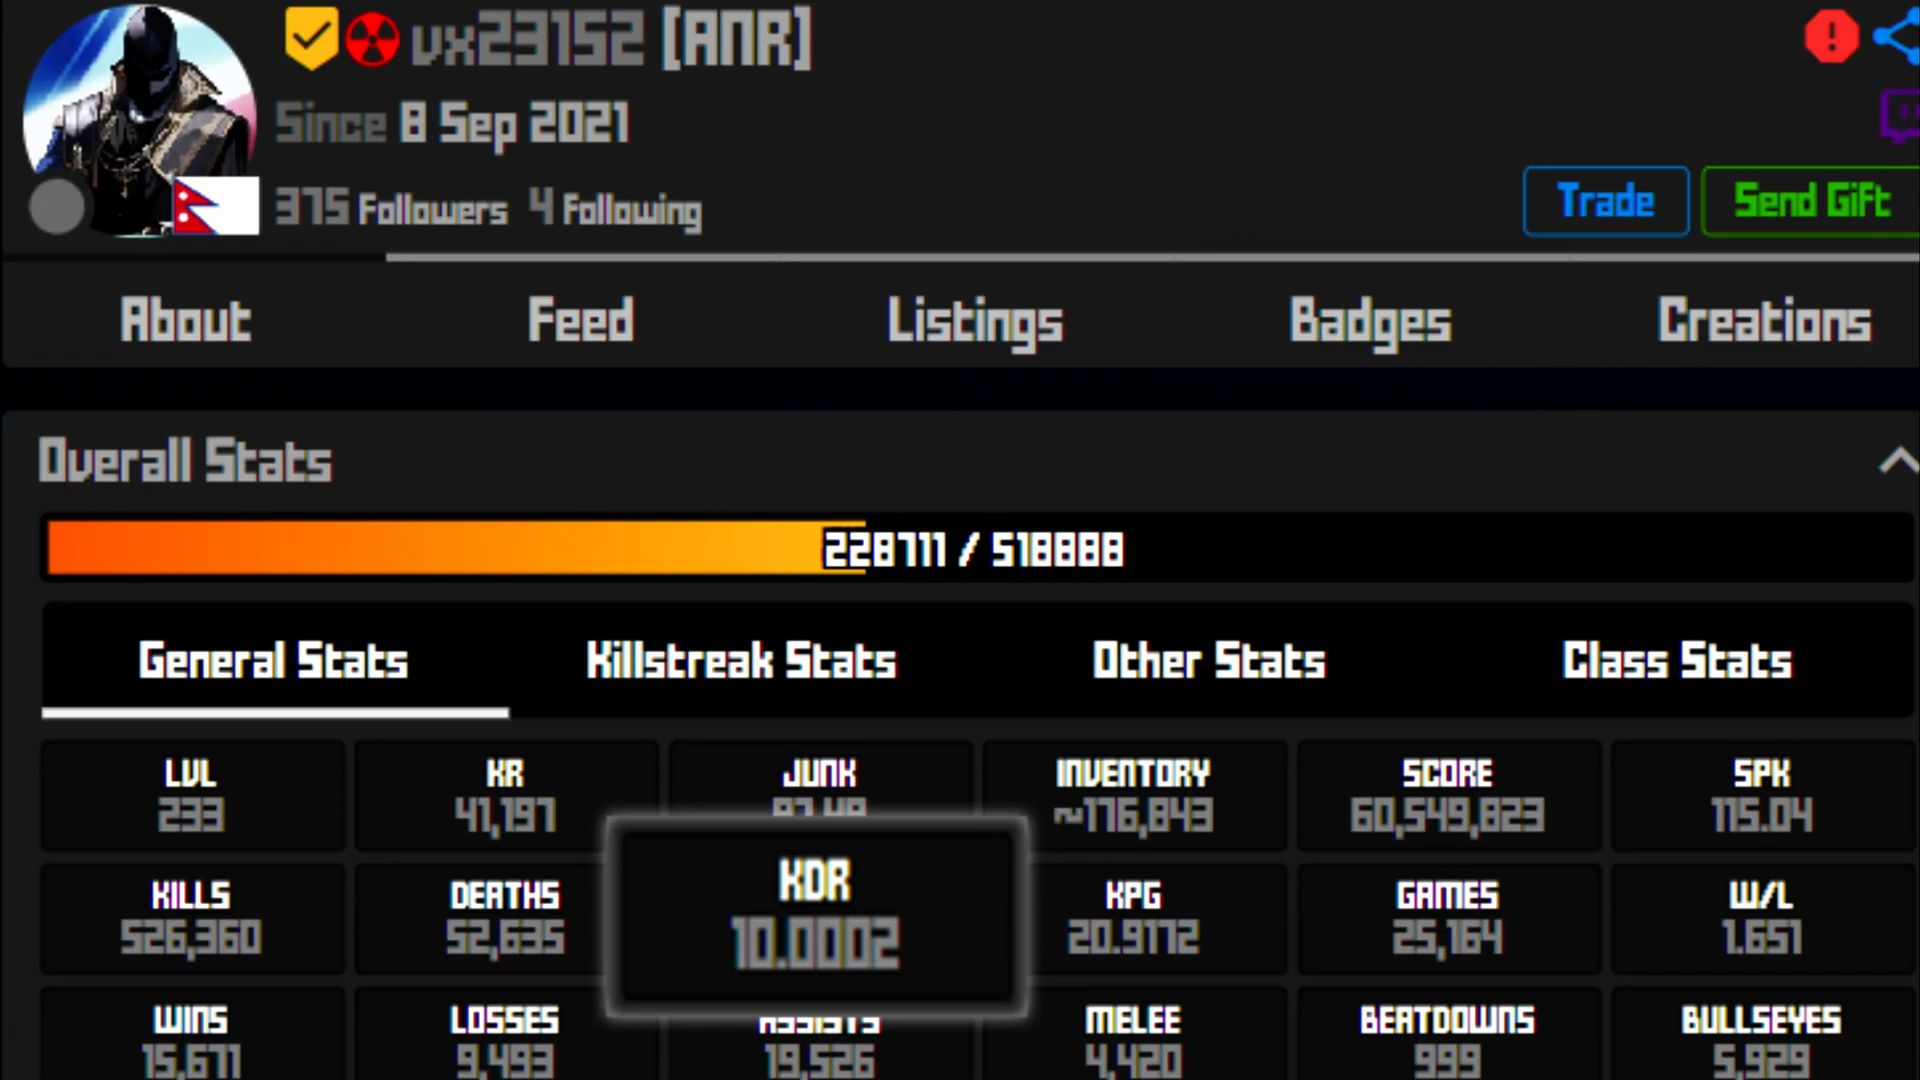 vx23152 [ANR]
Since 8 Sep 2021
375 Followers 4 Following
Trade
Send Gift
About
Feed
Listings
Badges
Creations
Overall Stats
228711 / 518888
General Stats
Killstreak Stats
Other Stats
Class Stats
LVL
KR
JUNK
INVENTORY
SCORE
SPK
233
41,197
~176,843
60,549,823
115.04
KILLS
DEATHS
KDR
KPG
GAMES
W/L
526,360
52,635
10.0002
20.9172
25,164
1.651
WINS
LOSSES
ASSISTS
MELEE
BEATDOWNS
BULLSEYES
15,671
9,493
19,526
4,420
999
5,929